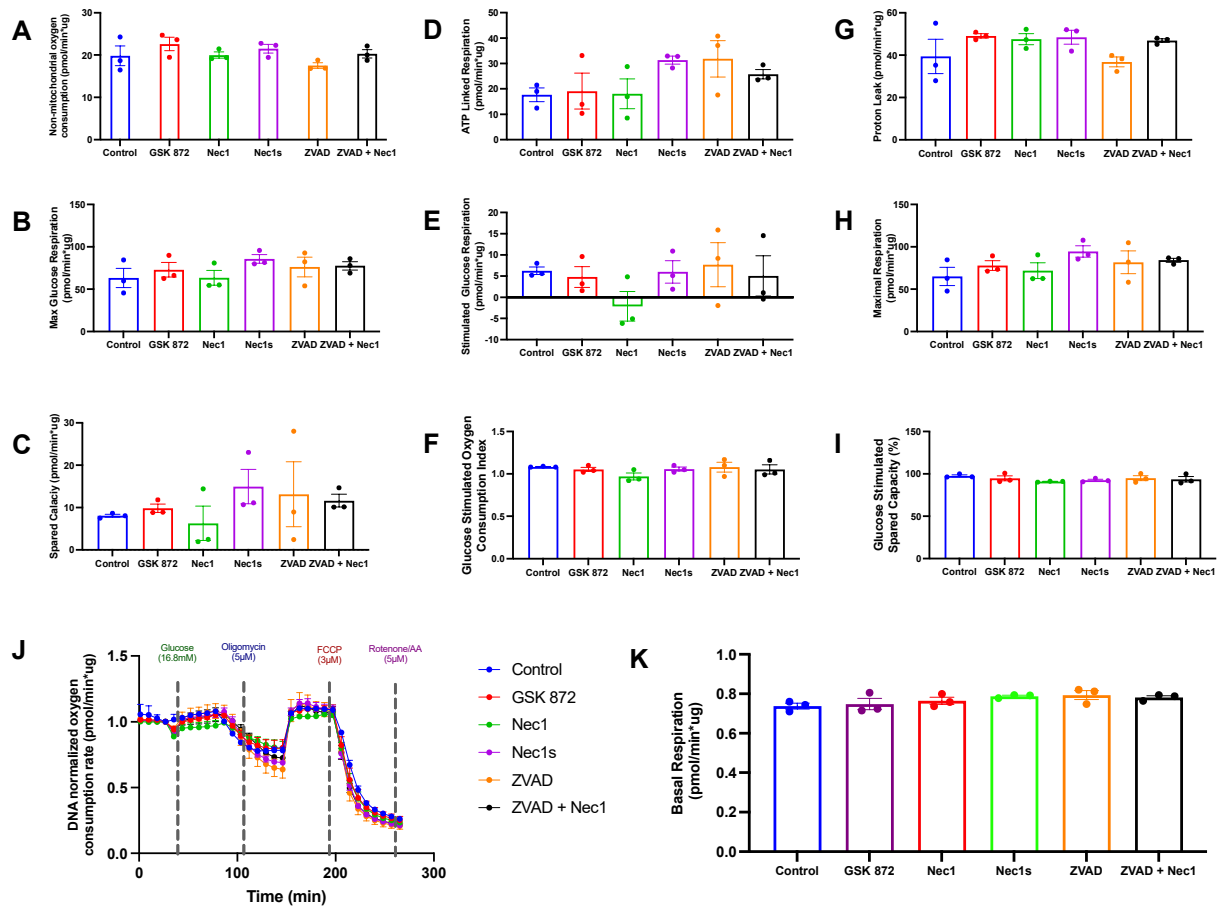 A
Non-mitochondrial oxygen
consumption (pmol/min*ug)
30
20
10
0
Control GSK 872 Nec1 Nec1s ZVAD ZVAD + Nec1
D
ATP Linked Respiration
(pmol/min*ug)
50
40
30
20
10
0
Control GSK 872 Nec1 Nec1s ZVAD ZVAD + Nec1
G
Proton Leak (pmol/min*ug)
60
40
20
0
Control GSK 872 Nec1 Nec1s ZVAD ZVAD + Nec1
B
Max Glucose Respiration
(pmol/min*ug)
150
100
50
0
Control GSK 872 Nec1 Nec1s ZVAD ZVAD + Nec1
E
Stimulated Glucose Respiration
(pmol/min*ug)
20
15
10
5
0
-5
-10
Control GSK 872 Nec1 Nec1s ZVAD ZVAD + Nec1
H
Maximal Respiration
(pmol/min*ug)
150
100
50
0
Control GSK 872 Nec1 Nec1s ZVAD ZVAD + Nec1
C
Spared Calaciy (pmol/min*ug)
30
20
10
0
Control GSK 872 Nec1 Nec1s ZVAD ZVAD + Nec1
F
Glucose Stimulated Oxygen
Consumption Index
1.5
1.0
0.5
0.0
Control GSK 872 Nec1 Nec1s ZVAD ZVAD + Nec1
I
Glucose Stimulated
Spared Capacity (%)
150
100
50
0
Control GSK 872 Nec1 Nec1s ZVAD ZVAD + Nec1
J
Glucose
(16.8mM)
Oligomycin
(5µM)
FCCP
(3µM)
Rotenone/AA
(5µM)
DNA normalized oxygen
consumption rate (pmol/min*ug)
1.5
1.0
0.5
0.0
0 100 200 300
Time (min)
Control
GSK 872
Nec1
Nec1s
ZVAD
ZVAD + Nec1
K
Basal Respiration
(pmol/min*ug)
1.0
0.8
0.6
0.4
0.2
0.0
Control GSK 872 Nec1 Nec1s ZVAD ZVAD + Nec1